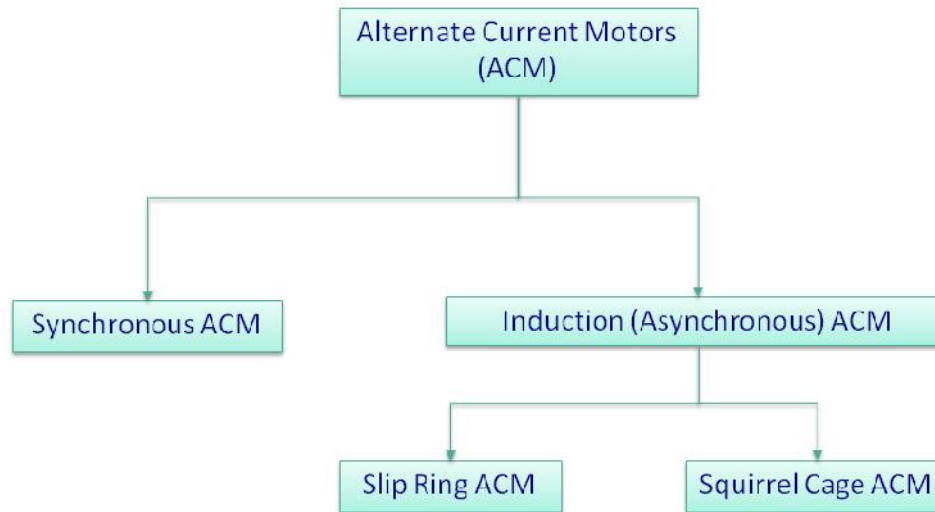 Alternate Current Motors
(ACM)
Synchronous ACM
Induction (Asynchronous) ACM
Slip Ring ACM
Squirrel Cage ACM